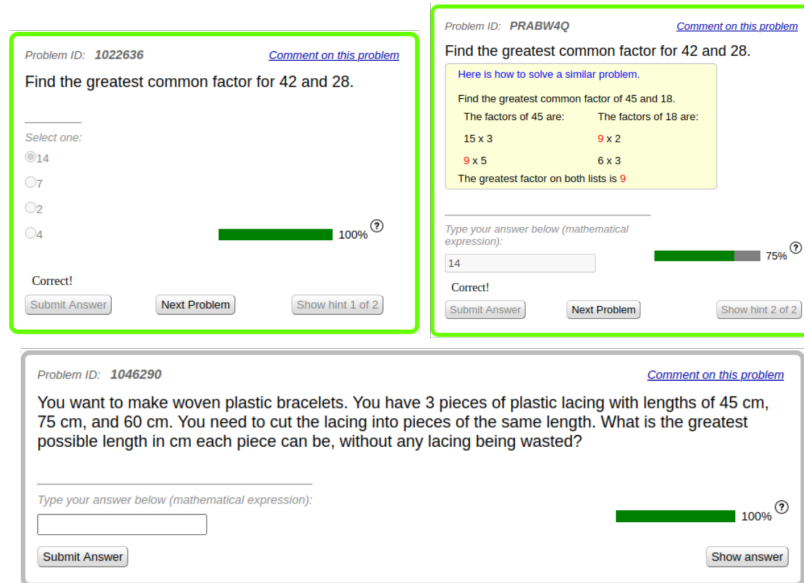 Problem ID: 1022636 Comment on this problem
Find the greatest common factor for 42 and 28.
Select one:
14
7
2
4
100% ?
Correct!
Submit Answer Next Problem Show hint 1 of 2
Problem ID: PRABW4Q Comment on this problem
Find the greatest common factor for 42 and 28.
Here is how to solve a similar problem.
Find the greatest common factor of 45 and 18.
The factors of 45 are: The factors of 18 are:
15 x 3 9 x 2
9 x 5 6 x 3
The greatest factor on both lists is 9
Type your answer below (mathematical
expression):
75% ?
14
Correct!
Submit Answer Next Problem Show hint 2 of 2
Problem ID: 1046290 Comment on this problem
You want to make woven plastic bracelets. You have 3 pieces of plastic lacing with lengths of 45 cm,
75 cm, and 60 cm. You need to cut the lacing into pieces of the same length. What is the greatest
possible length in cm each piece can be, without any lacing being wasted?
Type your answer below (mathematical expression):
100% ?
Submit Answer Show answer